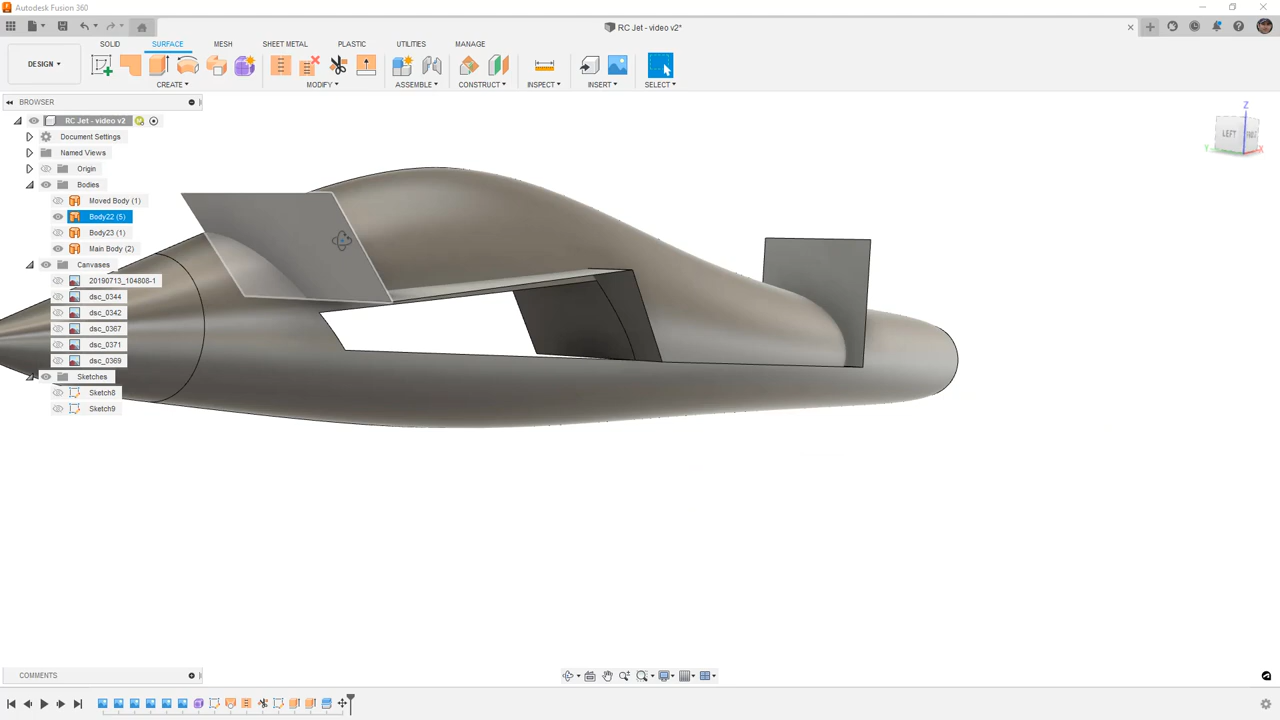 Autodesk Fusion 360
RC Jet - video v2*
SOLID SURFACE MESH SHEET METAL PLASTIC UTILITIES MANAGE
DESIGN ▾
CREATE ▾ MODIFY ▾ ASSEMBLE ▾ CONSTRUCT ▾ INSPECT ▾ INSERT ▾ SELECT ▾
BROWSER
RC Jet - video v2
Document Settings
Named Views
Origin
Bodies
Moved Body (1)
Body22 (5)
Body23 (1)
Main Body (2)
Canvases
20190713_104808-1
dsc_0344
dsc_0342
dsc_0367
dsc_0371
dsc_0369
Sketches
Sketch8
Sketch9
Z
LEFT
Y
X
COMMENTS